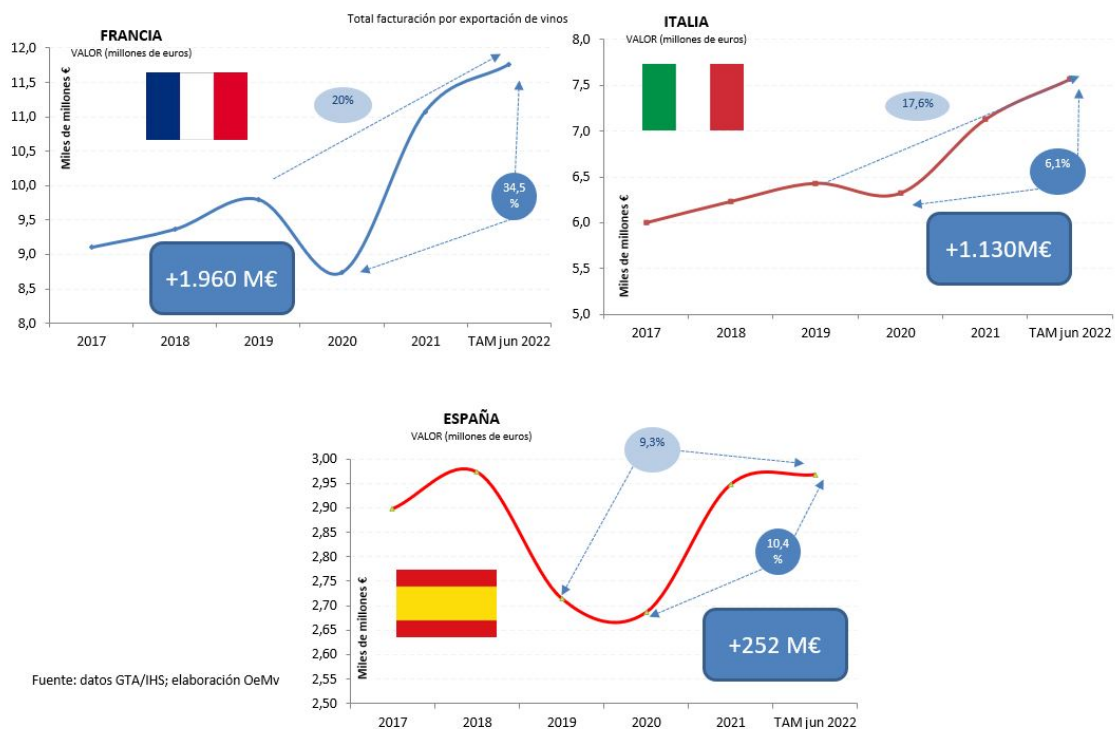 Total facturación por exportación de vinos
FRANCIA
VALOR (millones de euros)
Miles de millones €
12,0
11,5
11,0
10,5
10,0
9,5
9,0
8,5
8,0
20%
34,5
%
+1.960 M€
2017
2018
2019
2020
2021
TAM jun 2022
ITALIA
VALOR (millones de euros)
Miles de millones €
8,0
7,5
7,0
6,5
6,0
5,5
5,0
17,6%
6,1%
+1.130M€
2017
2018
2019
2020
2021
TAM jun 2022
ESPAÑA
VALOR (millones de euros)
Miles de millones €
3,00
2,95
2,90
2,85
2,80
2,75
2,70
2,65
2,60
2,55
2,50
9,3%
10,4
%
+252 M€
2017
2018
2019
2020
2021
TAM jun 2022
Fuente: datos GTA/IHS; elaboración OeMv